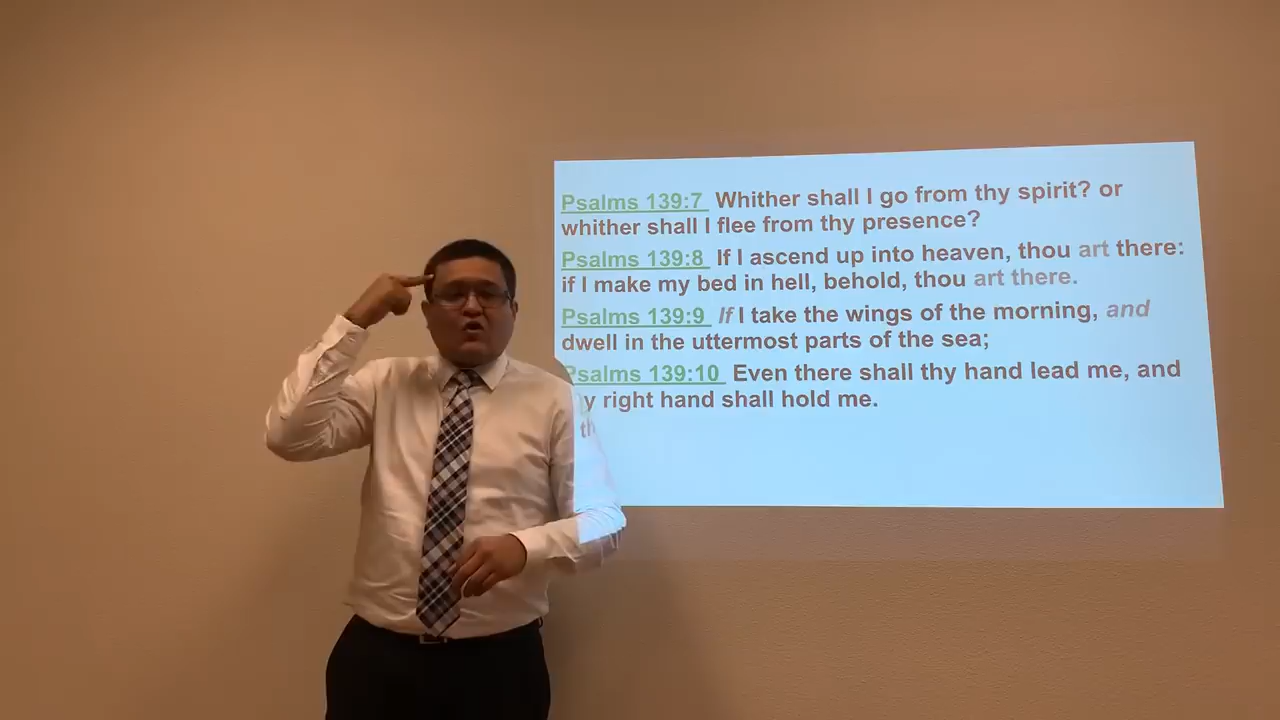 Psalms 139:7 Whither shall I go from thy spirit? or
whither shall I flee from thy presence?
Psalms 139:8 If I ascend up into heaven, thou art there:
if I make my bed in hell, behold, thou art there.
Psalms 139:9 If I take the wings of the morning, and
dwell in the uttermost parts of the sea;
Psalms 139:10 Even there shall thy hand lead me, and
right hand shall hold me.